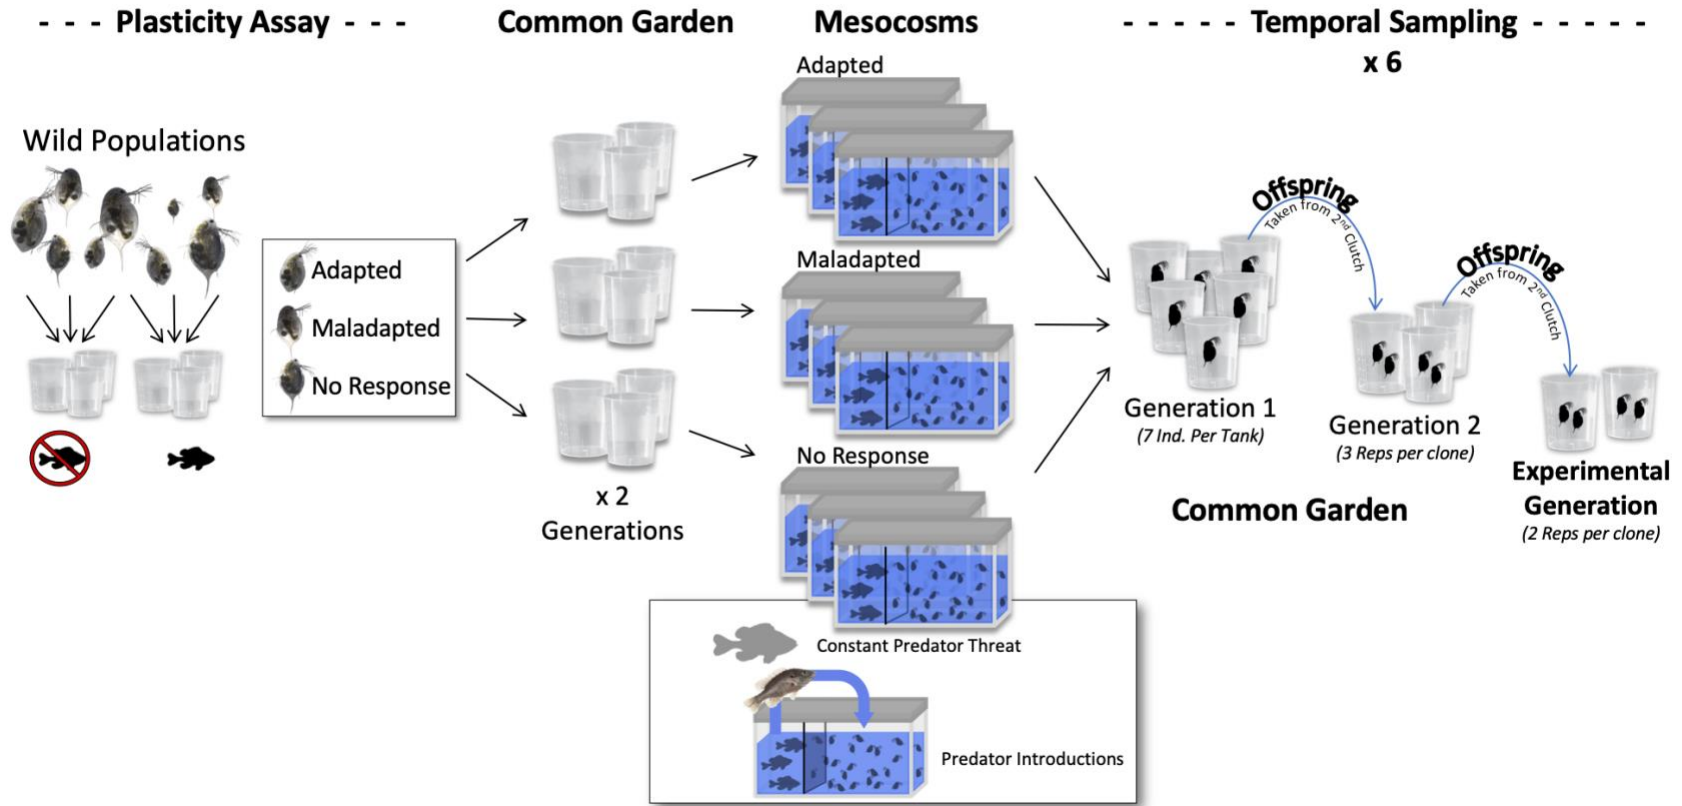 - - - Plasticity Assay - - -
Common Garden
Mesocosms
- - - - - Temporal Sampling - - - - -
x 6
Wild Populations
Adapted
Maladapted
No Response
x 2
Generations
Adapted
Maladapted
No Response
Constant Predator Threat
Predator Introductions
Offspring
Taken from 2nd Clutch
Offspring
Taken from 2nd Clutch
Generation 1
(7 Ind. Per Tank)
Generation 2
(3 Reps per clone)
Experimental
Generation
(2 Reps per clone)
Common Garden